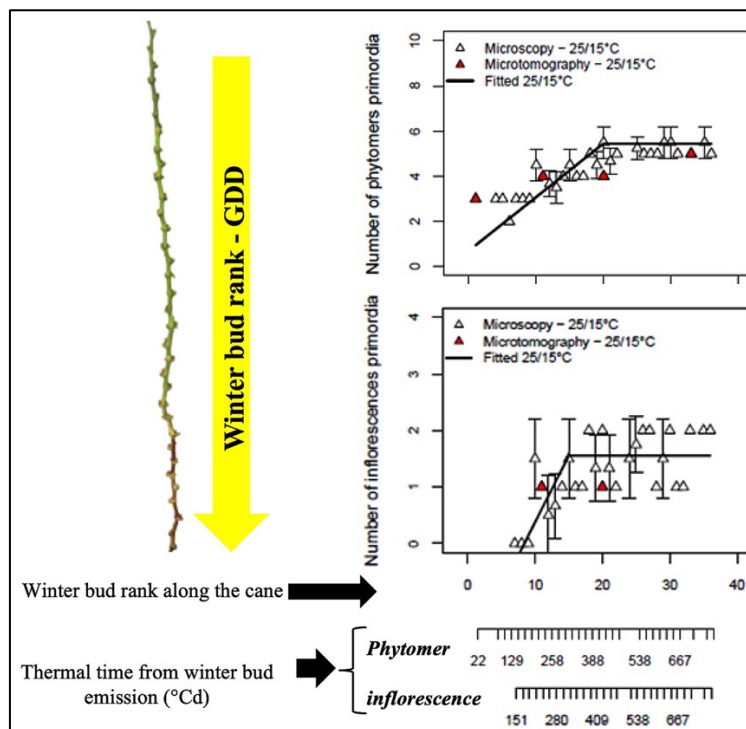 Winter bud rank - GDD
Number of phytomers primordia
10
8
6
4
2
0
Microscopy – 25/15°C
Microtomography – 25/15°C
Fitted 25/15°C
Number of inflorescences primordia
4
3
2
1
0
Microscopy – 25/15°C
Microtomography – 25/15°C
Fitted 25/15°C
0 10 20 30 40
Winter bud rank along the cane
Thermal time from winter bud
emission (°Cd)
Phytomer
22 129 258 388 538 667
inflorescence
151 280 409 538 667